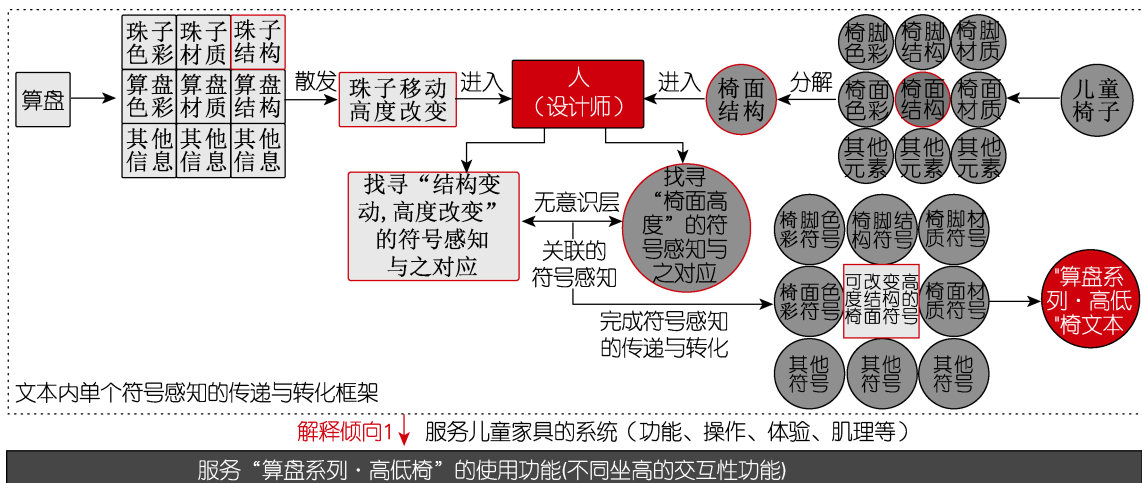 算盘
珠子
色彩
珠子
材质
珠子
结构
算盘
色彩
算盘
材质
算盘
结构
其他
信息
其他
信息
其他
信息
散发
珠子移动
高度改变
进入
人
（设计师）
进入
椅面
结构
分解
椅脚
色彩
椅脚
结构
椅脚
材质
椅面
色彩
椅面
结构
椅面
材质
其他
元素
其他
元素
其他
元素
儿童
椅子
找寻“结构变
动,高度改变”
的符号感知
与之对应
无意识层
关联的
符号感知
找寻
“椅面高
度”的符
号感知与
之对应
完成符号感知
的传递与转化
椅脚色
彩符号
椅脚结
构符号
椅脚材
质符号
椅面色
彩符号
可改变高
度结构的
椅面符号
椅面材
质符号
其他
符号
其他
符号
其他
符号
"算盘系
列·高低
"椅文本
文本内单个符号感知的传递与转化框架
解释倾向1
服务儿童家具的系统（功能、操作、体验、肌理等）
服务“算盘系列·高低椅”的使用功能(不同坐高的交互性功能)